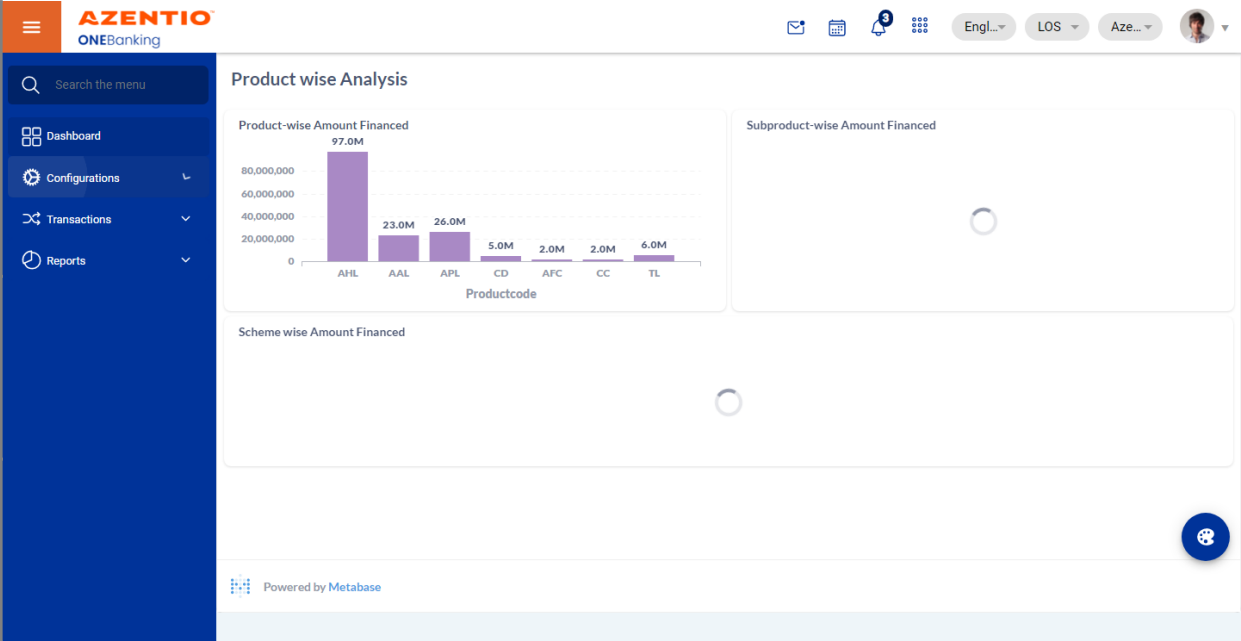 AZENTIO™
ONEBanking
3
Engl...
LOS
Aze...
Search the menu
Dashboard
Configurations
Transactions
Reports
Product wise Analysis
Product-wise Amount Financed
97.0M
80,000,000
60,000,000
40,000,000
20,000,000
0
23.0M
26.0M
5.0M
2.0M
2.0M
6.0M
AHL
AAL
APL
CD
AFC
CC
TL
Productcode
Subproduct-wise Amount Financed
Scheme wise Amount Financed
Powered by Metabase